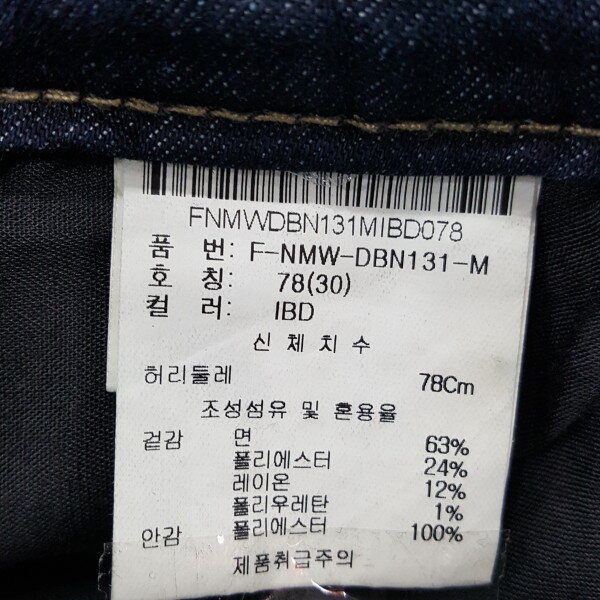 FNMWDBN131MIBD078
품 번: F-NMW-DBN131-M
호 칭: 78(30)
컬 러: IBD
신체치수
허리둘레 78Cm
조성섬유 및 혼용율
겉감 면 63%
폴리에스터 24%
레이온 12%
폴리우레탄 1%
안감 폴리에스터 100%
제품취급주의